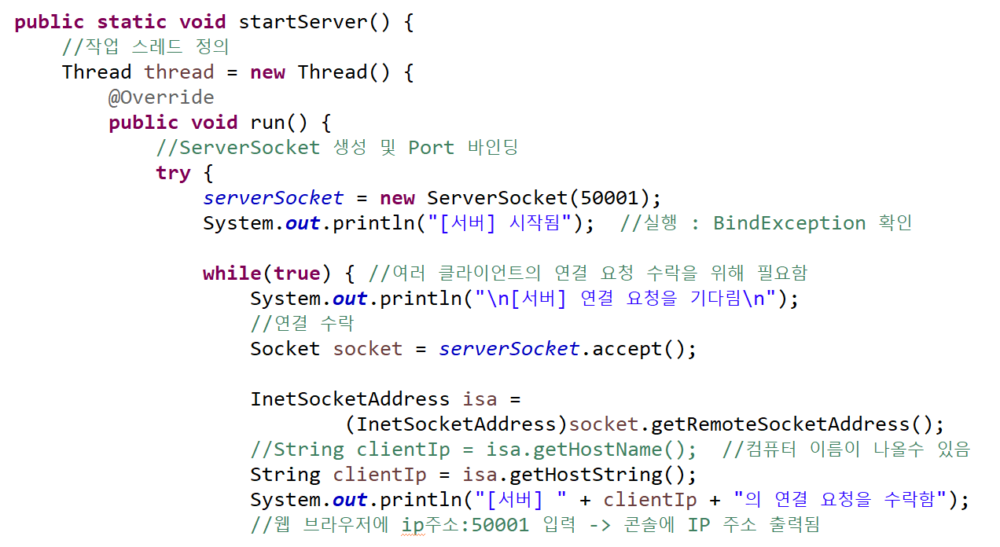 public static void startServer() {
//작업 스레드 정의
Thread thread = new Thread() {
@Override
public void run() {
//ServerSocket 생성 및 Port 바인딩
try {
serverSocket = new ServerSocket(50001);
System.out.println("[서버] 시작됨");  //실행 : BindException 확인
while(true) { //여러 클라이언트의 연결 요청 수락을 위해 필요함
System.out.println("\n[서버] 연결 요청을 기다림\n");
//연결 수락
Socket socket = serverSocket.accept();
InetSocketAddress isa =
(InetSocketAddress)socket.getRemoteSocketAddress();
//String clientIp = isa.getHostName();  //컴퓨터 이름이 나올수 있음
String clientIp = isa.getHostString();
System.out.println("[서버] " + clientIp + "의 연결 요청을 수락함");
//웹 브라우저에 ip주소:50001 입력 -> 콘솔에 IP 주소 출력됨